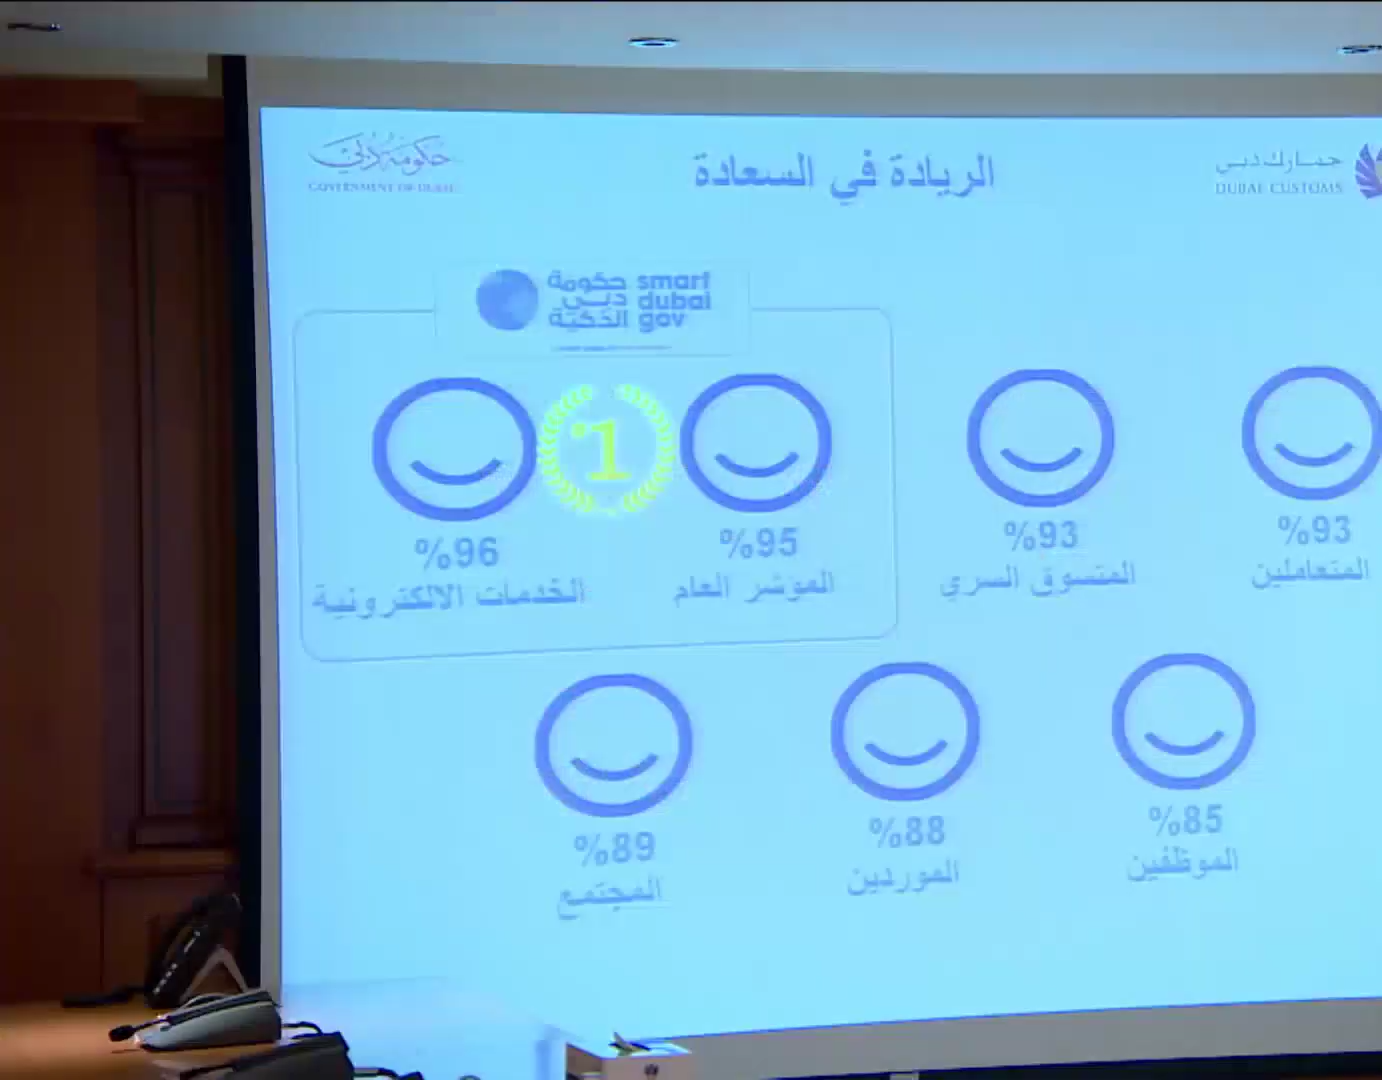 حكومة دبي
GOVERNMENT OF DUBAI
الريادة في السعادة
جمارك دبي
DUBAI CUSTOMS
حكومة دبي الذكية
smart dubai gov
1
%93
المتعاملين
%93
المتسوق السري
%95
المؤشر العام
%96
الخدمات الالكترونية
%85
الموظفين
%88
الموردين
%89
المجتمع